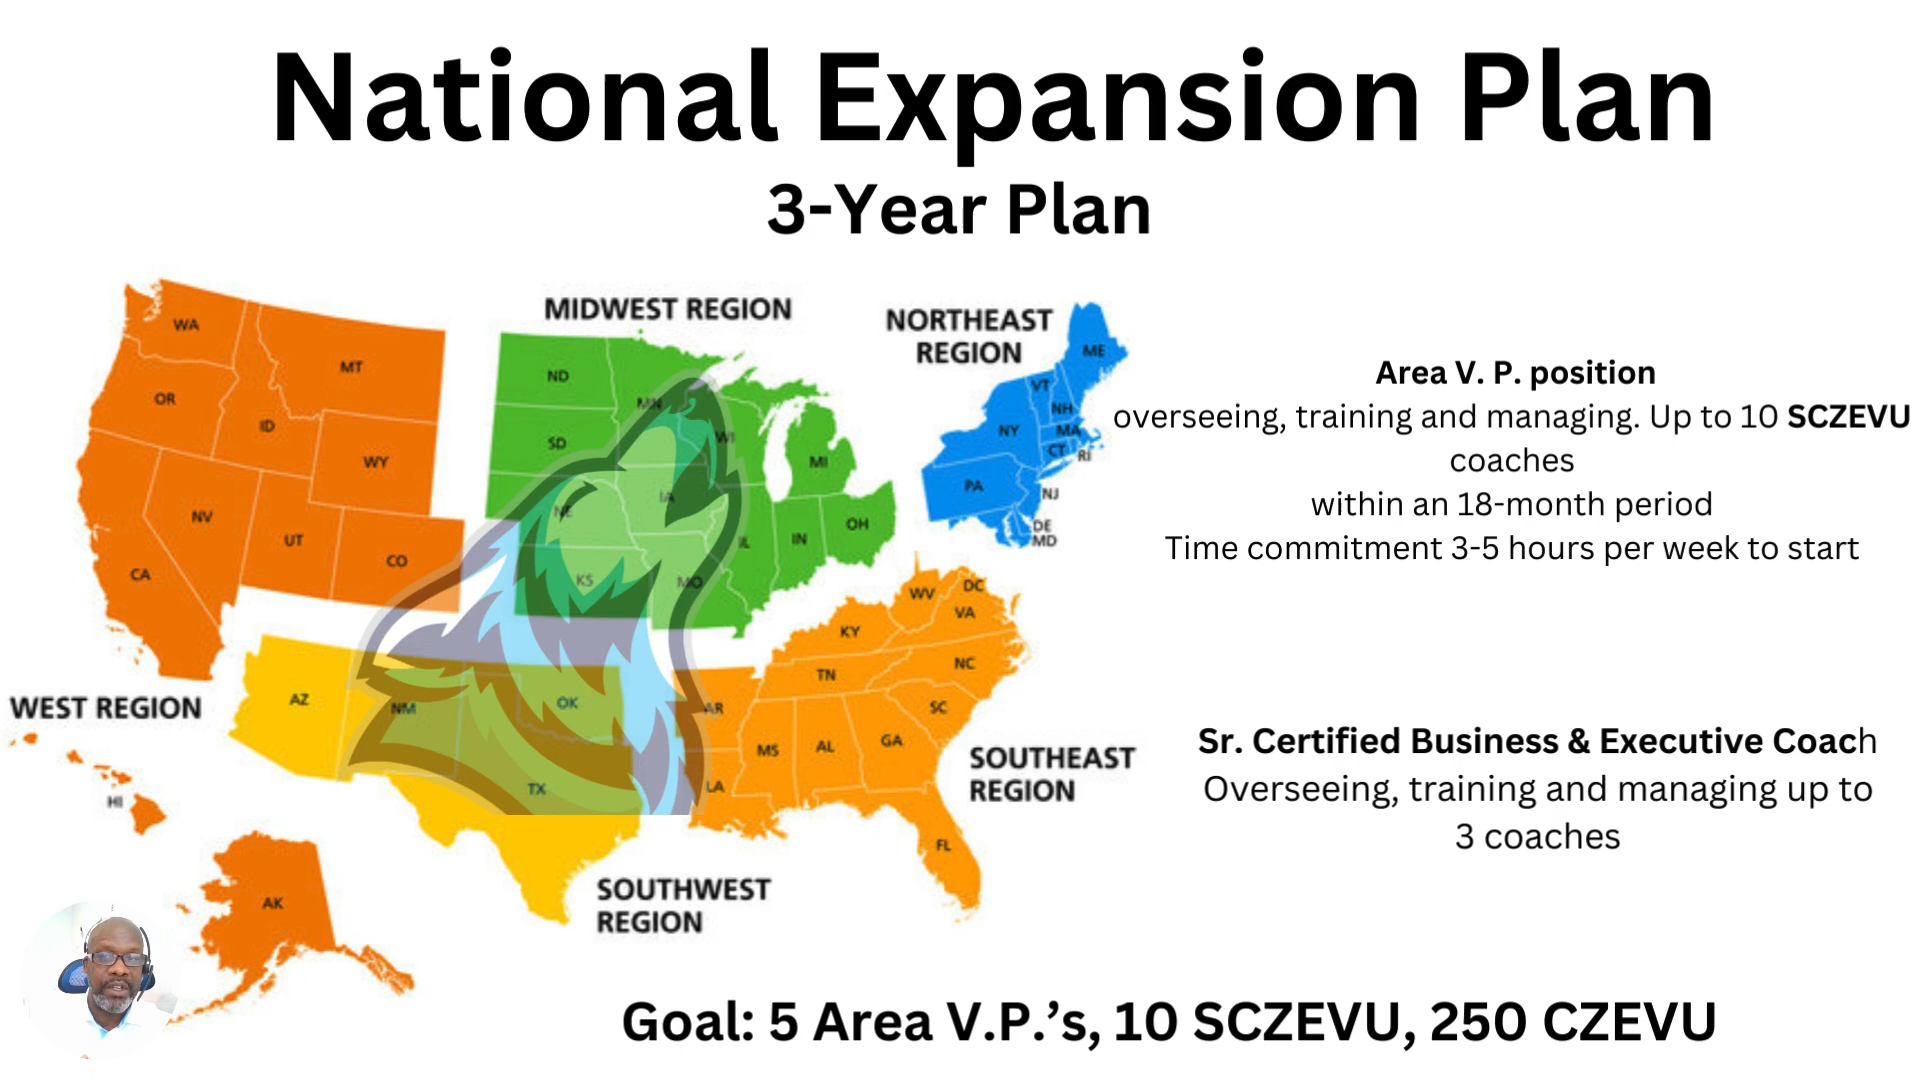 National Expansion Plan
3-Year Plan
MIDWEST REGION
NORTHEAST
REGION
WA
MT
OR
ID
WY
NV
UT
CO
CA
ND
MN
SD
WI
MI
IA
NE
IL
IN
OH
KS
MO
ME
VT
NH
NY
MA
CT
RI
PA
NJ
DE
MD
WV
DC
VA
KY
NC
TN
SC
AR
MS
AL
GA
LA
FL
AZ
NM
OK
TX
WEST REGION
HI
AK
SOUTHEAST
REGION
SOUTHWEST
REGION
Area V. P. position
overseeing, training and managing. Up to 10 SCZEVU
coaches
within an 18-month period
Time commitment 3-5 hours per week to start
Sr. Certified Business & Executive Coach
Overseeing, training and managing up to
3 coaches
Goal: 5 Area V.P.’s, 10 SCZEVU, 250 CZEVU